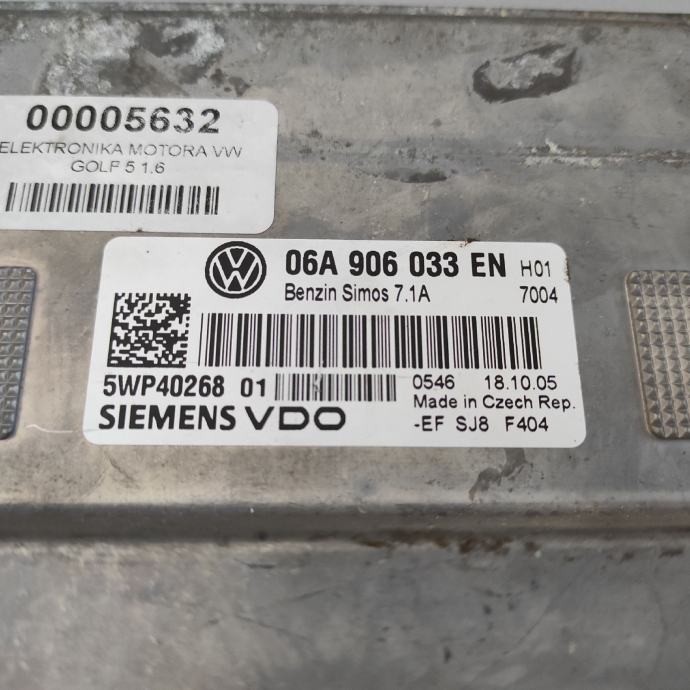 00005632
ELEKTRONIKA MOTORA VW
GOLF 5 1.6
06A 906 033 EN H01
Benzin Simos 7.1A 7004
5WP40268 01 0546 18.10.05
Made in Czech Rep.
SIEMENS VDO -EF SJ8 F404